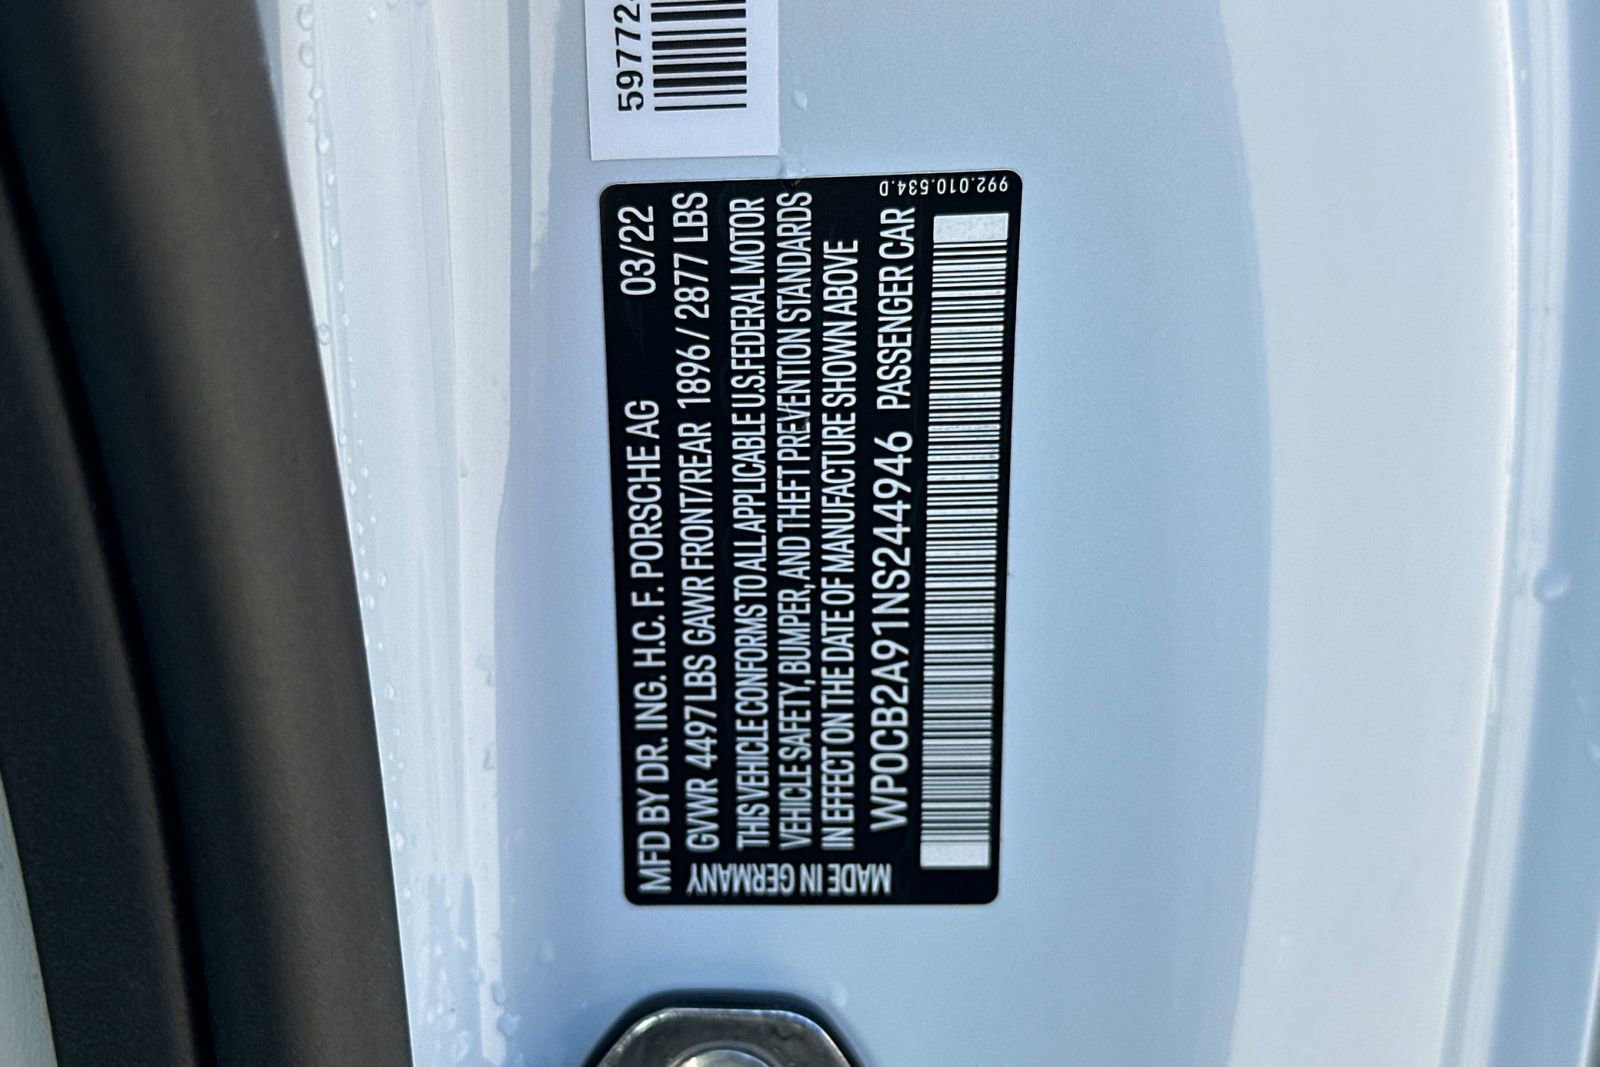 59772
MFD BY DR. ING. H.C. F. PORSCHE AG 03/22
GVWR 4497 LBS GAWR FRONT/REAR 1896 / 2877 LBS
THIS VEHICLE CONFORMS TO ALL APPLICABLE U.S. FEDERAL MOTOR
VEHICLE SAFETY, BUMPER, AND THEFT PREVENTION STANDARDS
IN EFFECT ON THE DATE OF MANUFACTURE SHOWN ABOVE
WP0CB2A91NS244946 PASSENGER CAR
MADE IN GERMANY
992.010.534.D